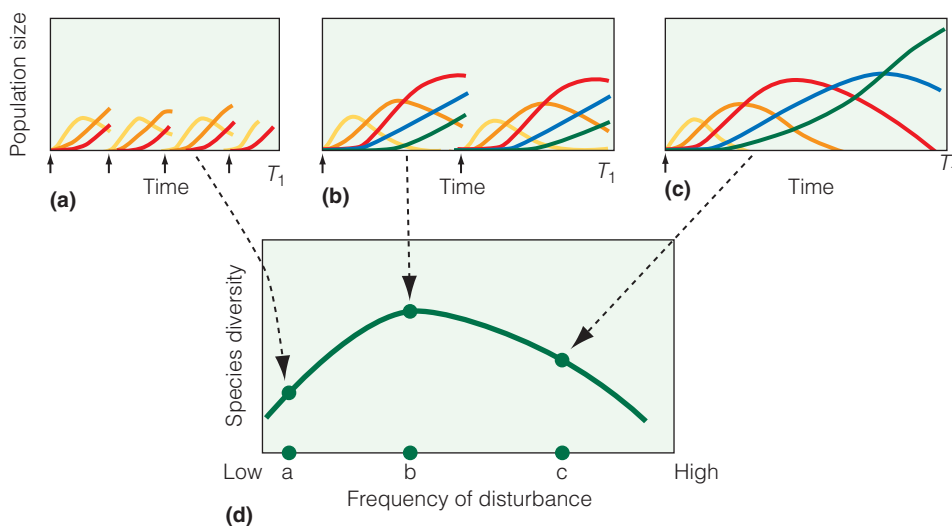 Population size
T1
Time
(a)
T1
Time
(b)
T
Time
(c)
Species diversity
Low a b c High
Frequency of disturbance
(d)